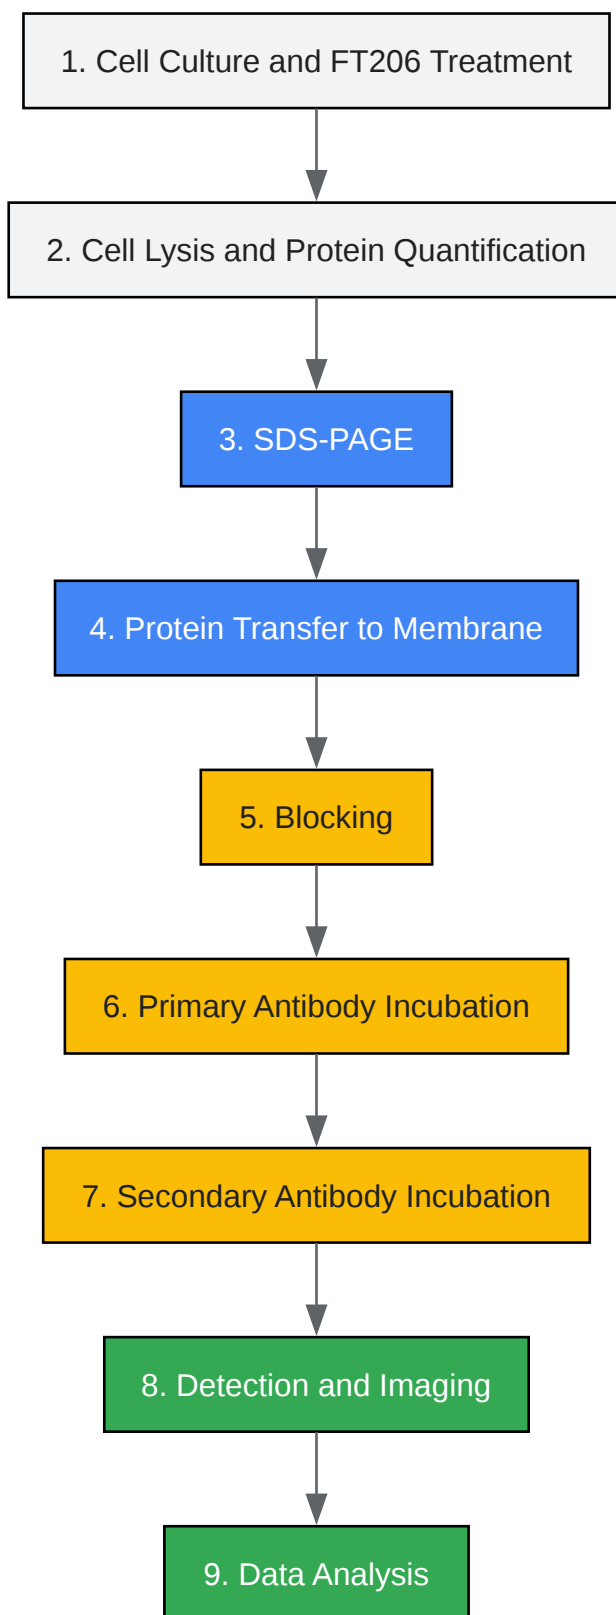 1. Cell Culture and FT206 Treatment
2. Cell Lysis and Protein Quantification
3. SDS-PAGE
4. Protein Transfer to Membrane
5. Blocking
6. Primary Antibody Incubation
7. Secondary Antibody Incubation
8. Detection and Imaging
9. Data Analysis